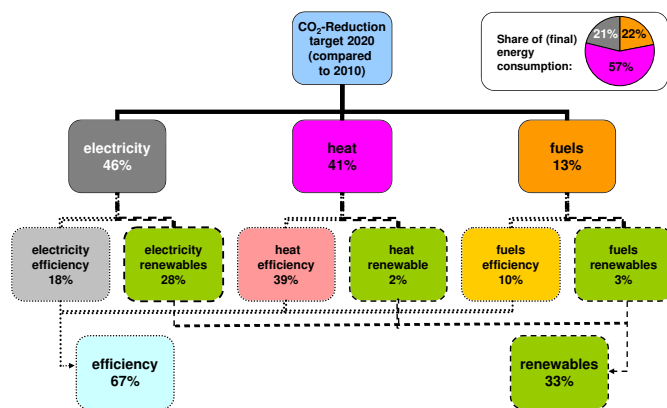 CO2-Reduction
target 2020
(compared
to 2010)
Share of (final)
energy
consumption:
21%
22%
57%
electricity
46%
heat
41%
fuels
13%
electricity
efficiency
18%
electricity
renewables
28%
heat
efficiency
39%
heat
renewable
2%
fuels
efficiency
10%
fuels
renewables
3%
efficiency
67%
renewables
33%